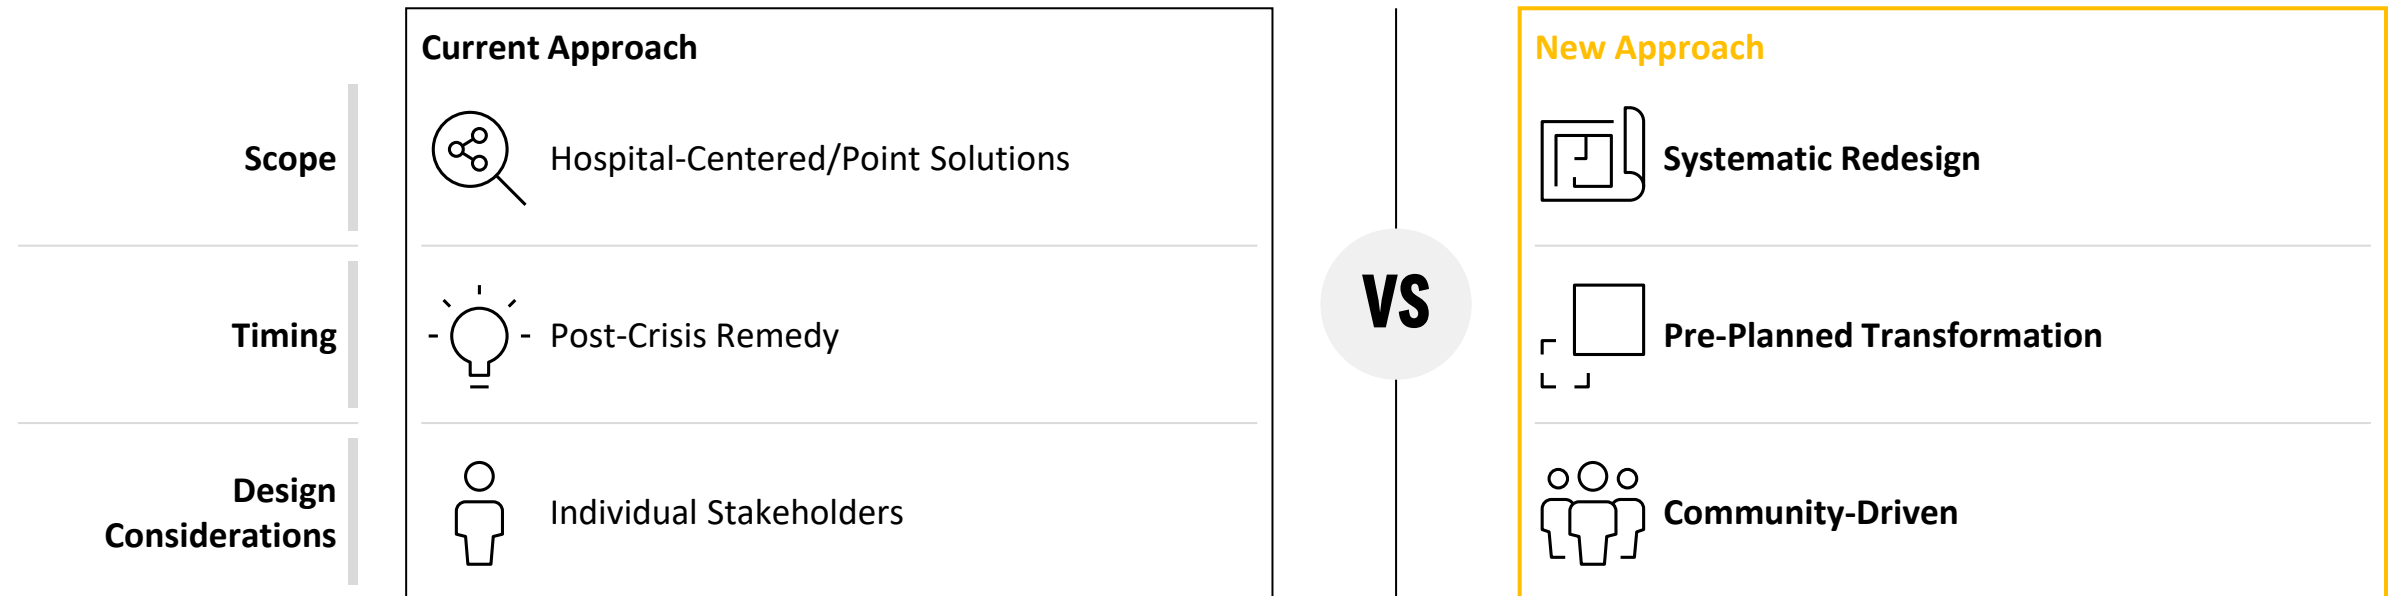 Current Approach
New Approach
Scope
Hospital-Centered/Point Solutions
Systematic Redesign
VS
Timing
Post-Crisis Remedy
Pre-Planned Transformation
Design
Considerations
Individual Stakeholders
Community-Driven